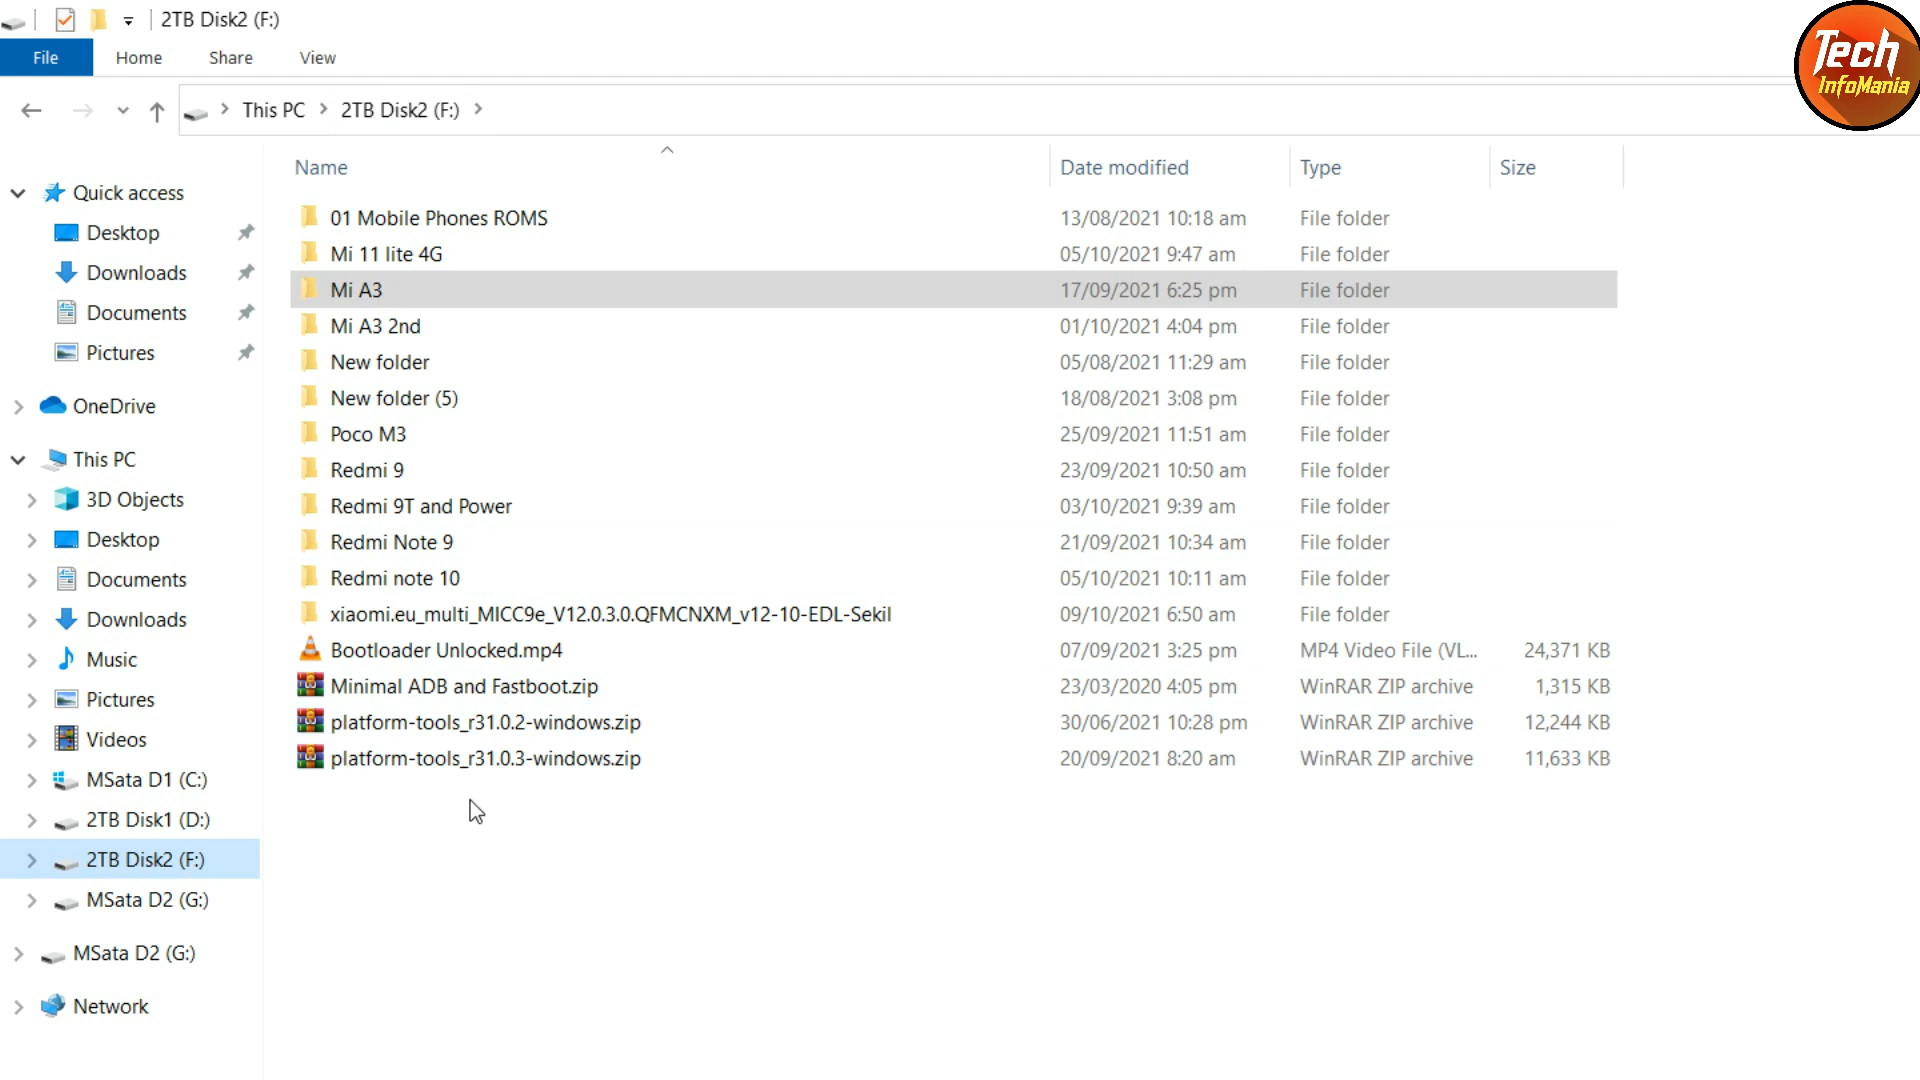 2TB Disk2 (F:)
File Home Share View
This PC 2TB Disk2 (F:)
Tech
InfoMania
Name Date modified Type Size
Quick access
Desktop
Downloads
Documents
Pictures
OneDrive
This PC
3D Objects
Desktop
Documents
Downloads
Music
Pictures
Videos
MSata D1 (C:)
2TB Disk1 (D:)
2TB Disk2 (F:)
MSata D2 (G:)
MSata D2 (G:)
Network
01 Mobile Phones ROMS 13/08/2021 10:18 am File folder
Mi 11 lite 4G 05/10/2021 9:47 am File folder
Mi A3 17/09/2021 6:25 pm File folder
Mi A3 2nd 01/10/2021 4:04 pm File folder
New folder 05/08/2021 11:29 am File folder
New folder (5) 18/08/2021 3:08 pm File folder
Poco M3 25/09/2021 11:51 am File folder
Redmi 9 23/09/2021 10:50 am File folder
Redmi 9T and Power 03/10/2021 9:39 am File folder
Redmi Note 9 21/09/2021 10:34 am File folder
Redmi note 10 05/10/2021 10:11 am File folder
xiaomi.eu_multi_MICC9e_V12.0.3.0.QFMCNXM_v12-10-EDL-Sekil 09/10/2021 6:50 am File folder
Bootloader Unlocked.mp4 07/09/2021 3:25 pm MP4 Video File (VL... 24,371 KB
Minimal ADB and Fastboot.zip 23/03/2020 4:05 pm WinRAR ZIP archive 1,315 KB
platform-tools_r31.0.2-windows.zip 30/06/2021 10:28 pm WinRAR ZIP archive 12,244 KB
platform-tools_r31.0.3-windows.zip 20/09/2021 8:20 am WinRAR ZIP archive 11,633 KB